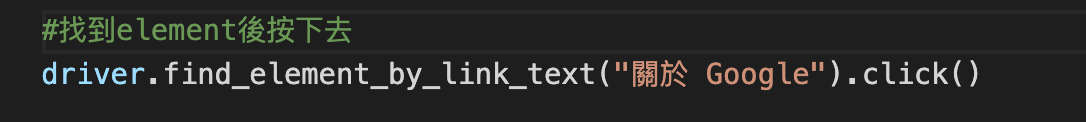 #找到element後按下去
driver.find_element_by_link_text("關於 Google").click()